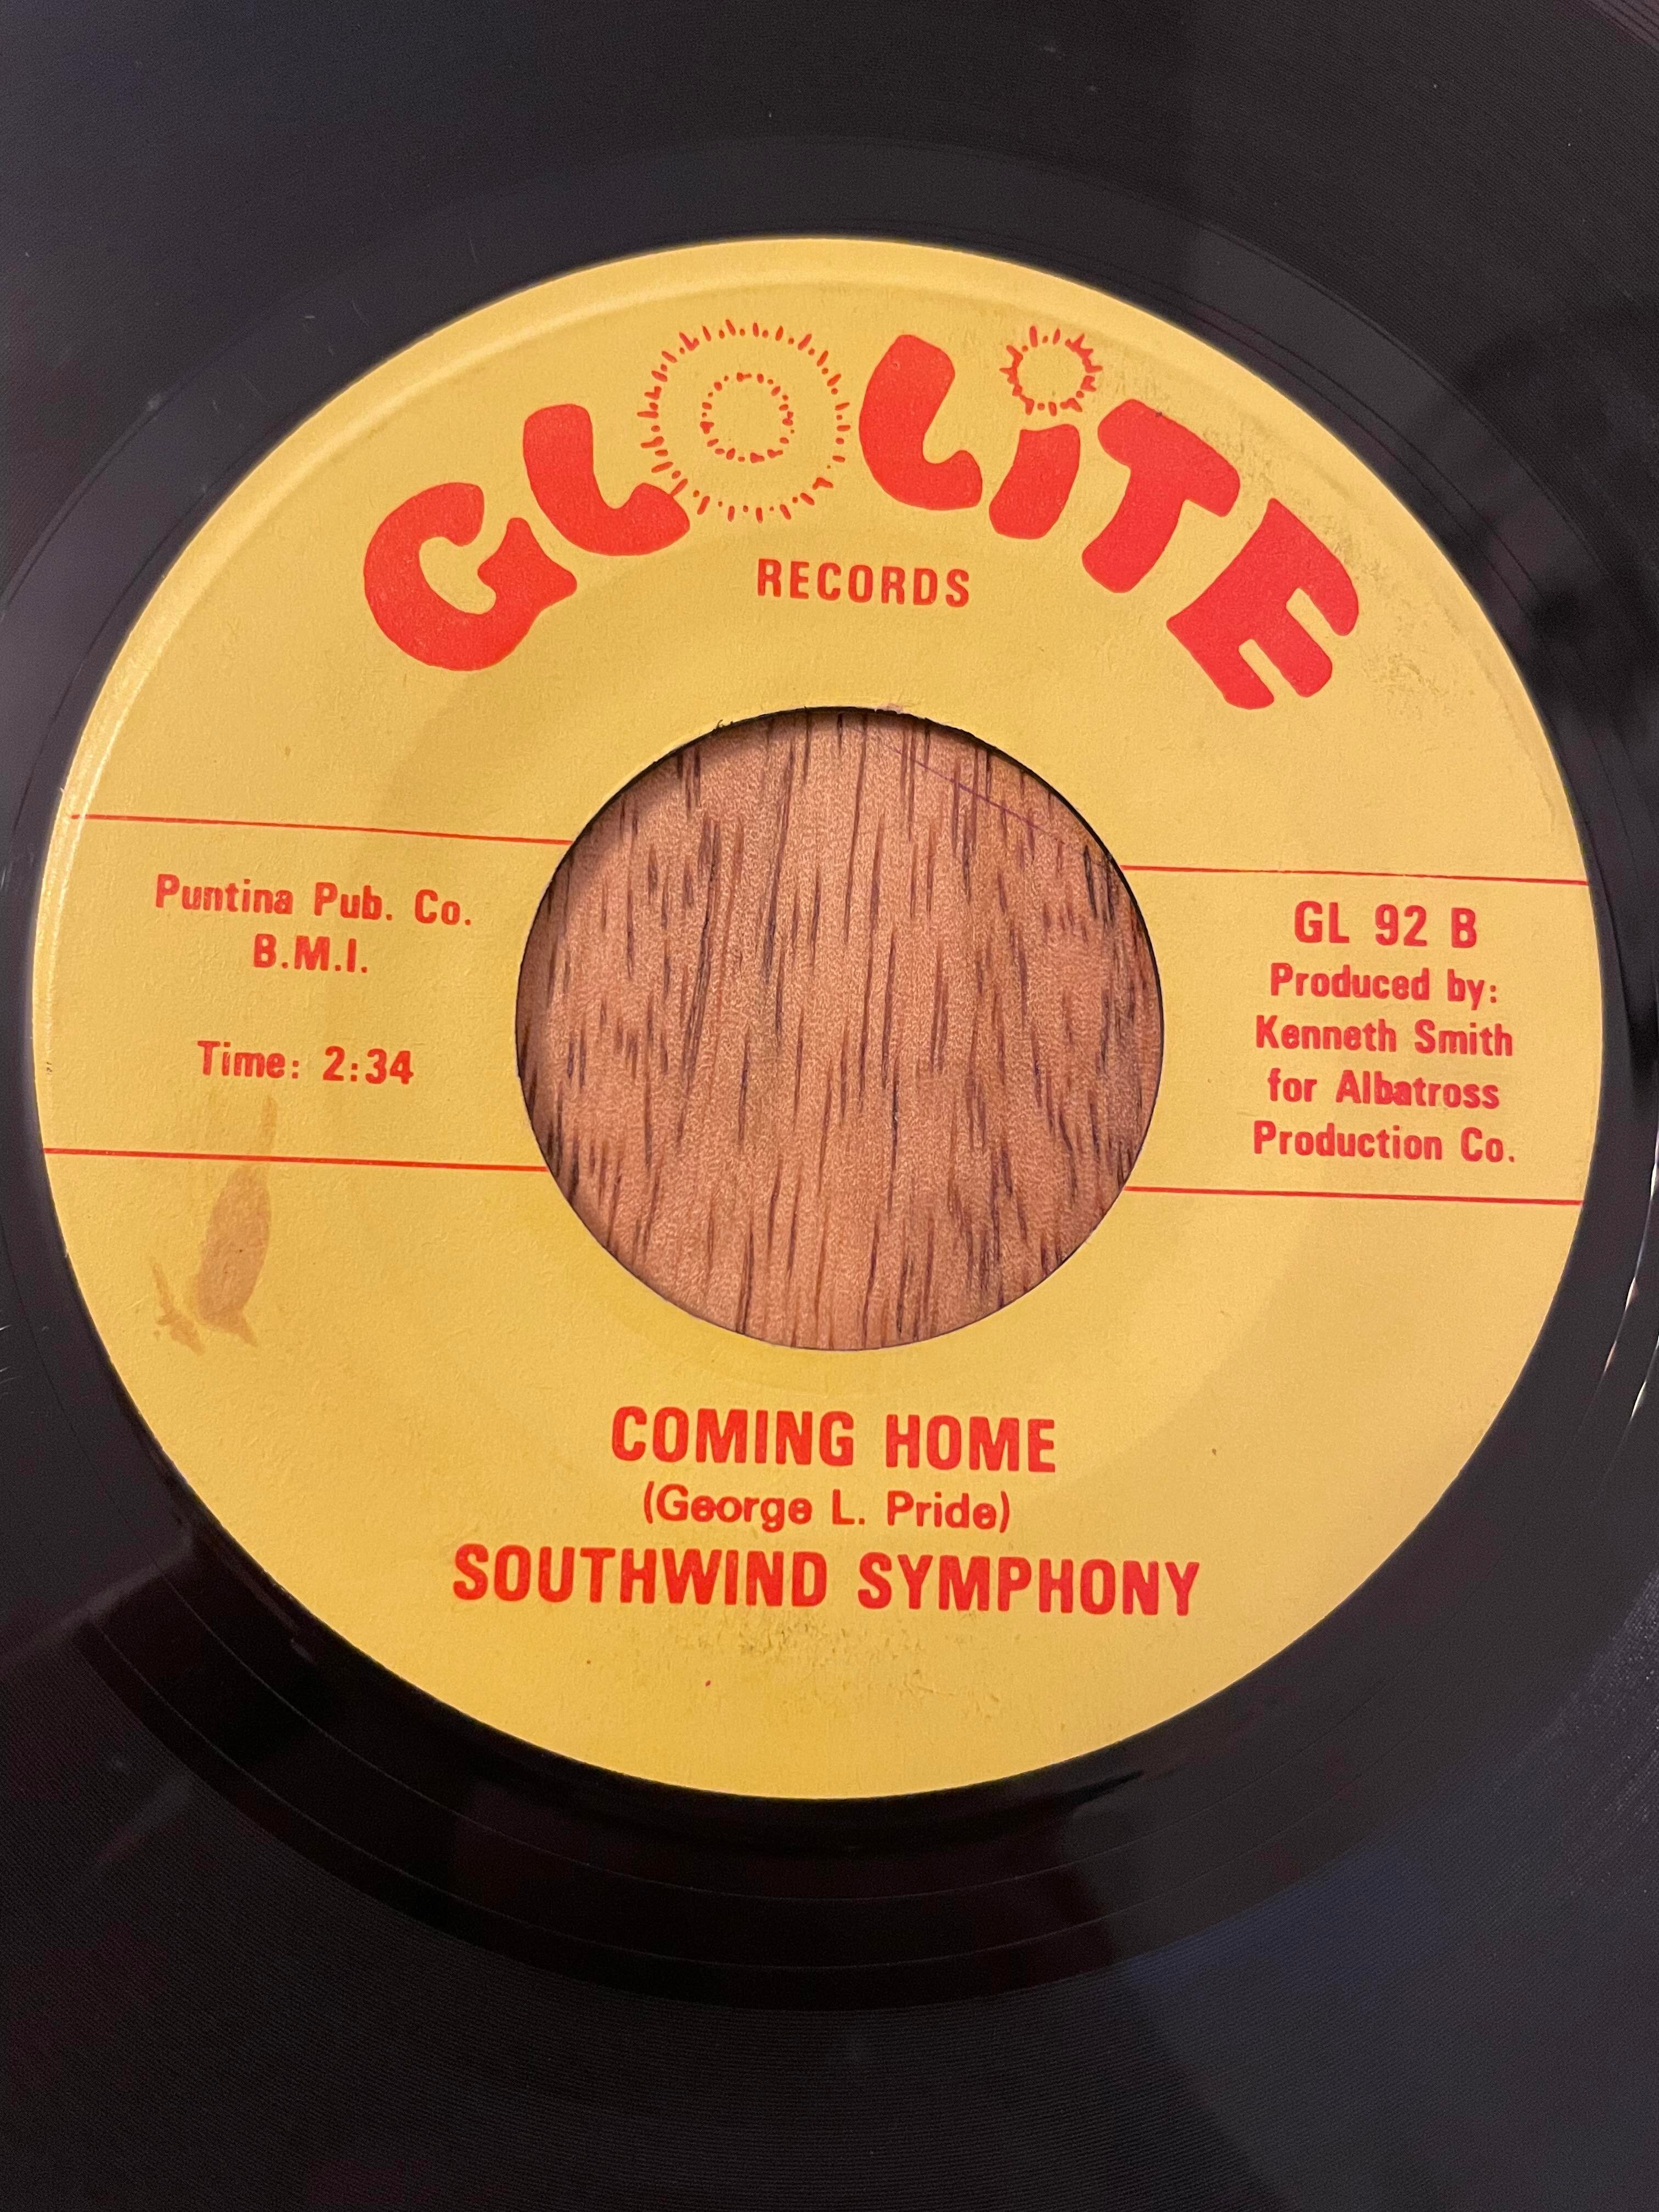 GLOLiTE
RECORDS
Puntina Pub. Co.
B.M.I.
Time: 2:34
GL 92 B
Produced by:
Kenneth Smith
for Albatross
Production Co.
COMING HOME
(George L. Pride)
SOUTHWIND SYMPHONY